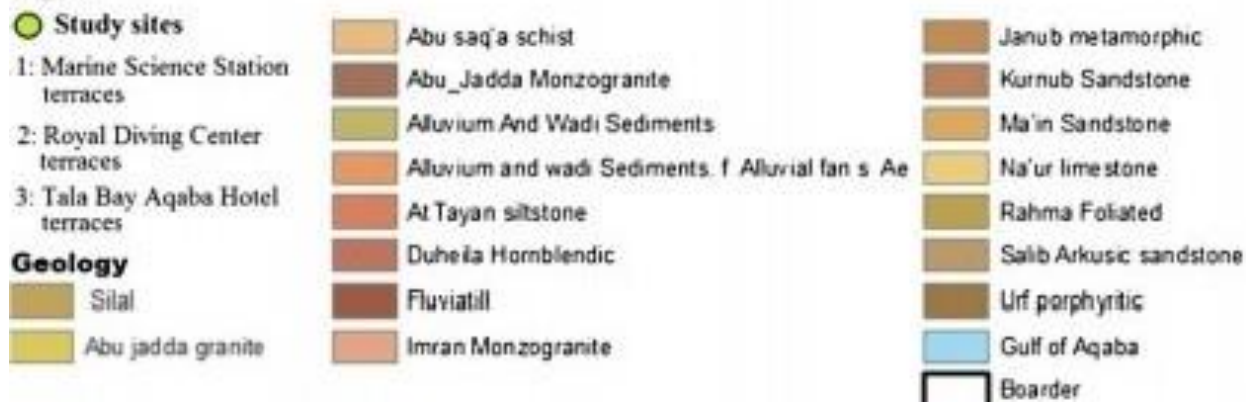 Study sites
1: Marine Science Station
terraces
2: Royal Diving Center
terraces
3: Tala Bay Aqaba Hotel
terraces
Geology
Silal
Abu jadda granite
Abu saq'a schist
Abu_Jadda Monzogranite
Alluvium And Wadi Sediments
Alluvium and wadi Sediments. f Alluvial fan s Ae
At Tayan siltstone
Duheila Hornblendic
Fluviatill
Imran Monzogranite
Janub metamorphic
Kurnub Sandstone
Ma'in Sandstone
Na'ur limestone
Rahma Foliated
Salib Arkusic sandstone
Urf porphyritic
Gulf of Aqaba
Boarder